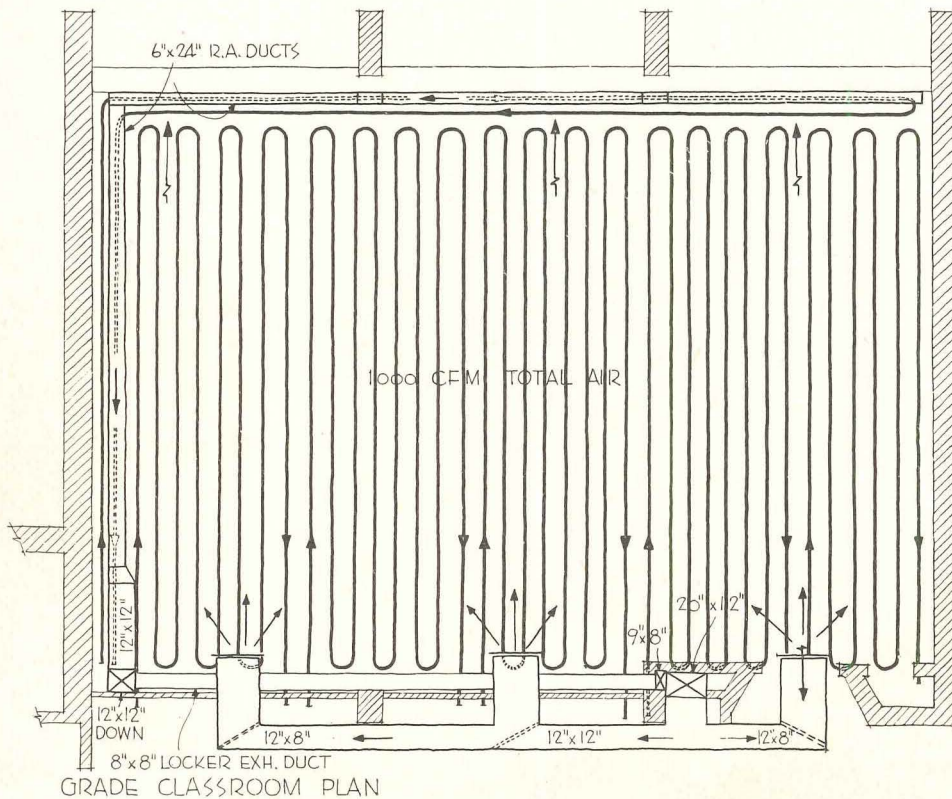 6"x24" R.A. DUCTS
1000 CFM TOTAL AIR
20" x 12"
9"x8"
12"x12"
12"x12"
DOWN
12"x8"
12"x12"
12"x8"
8"x8" LOCKER EXH. DUCT
GRADE CLASSROOM PLAN